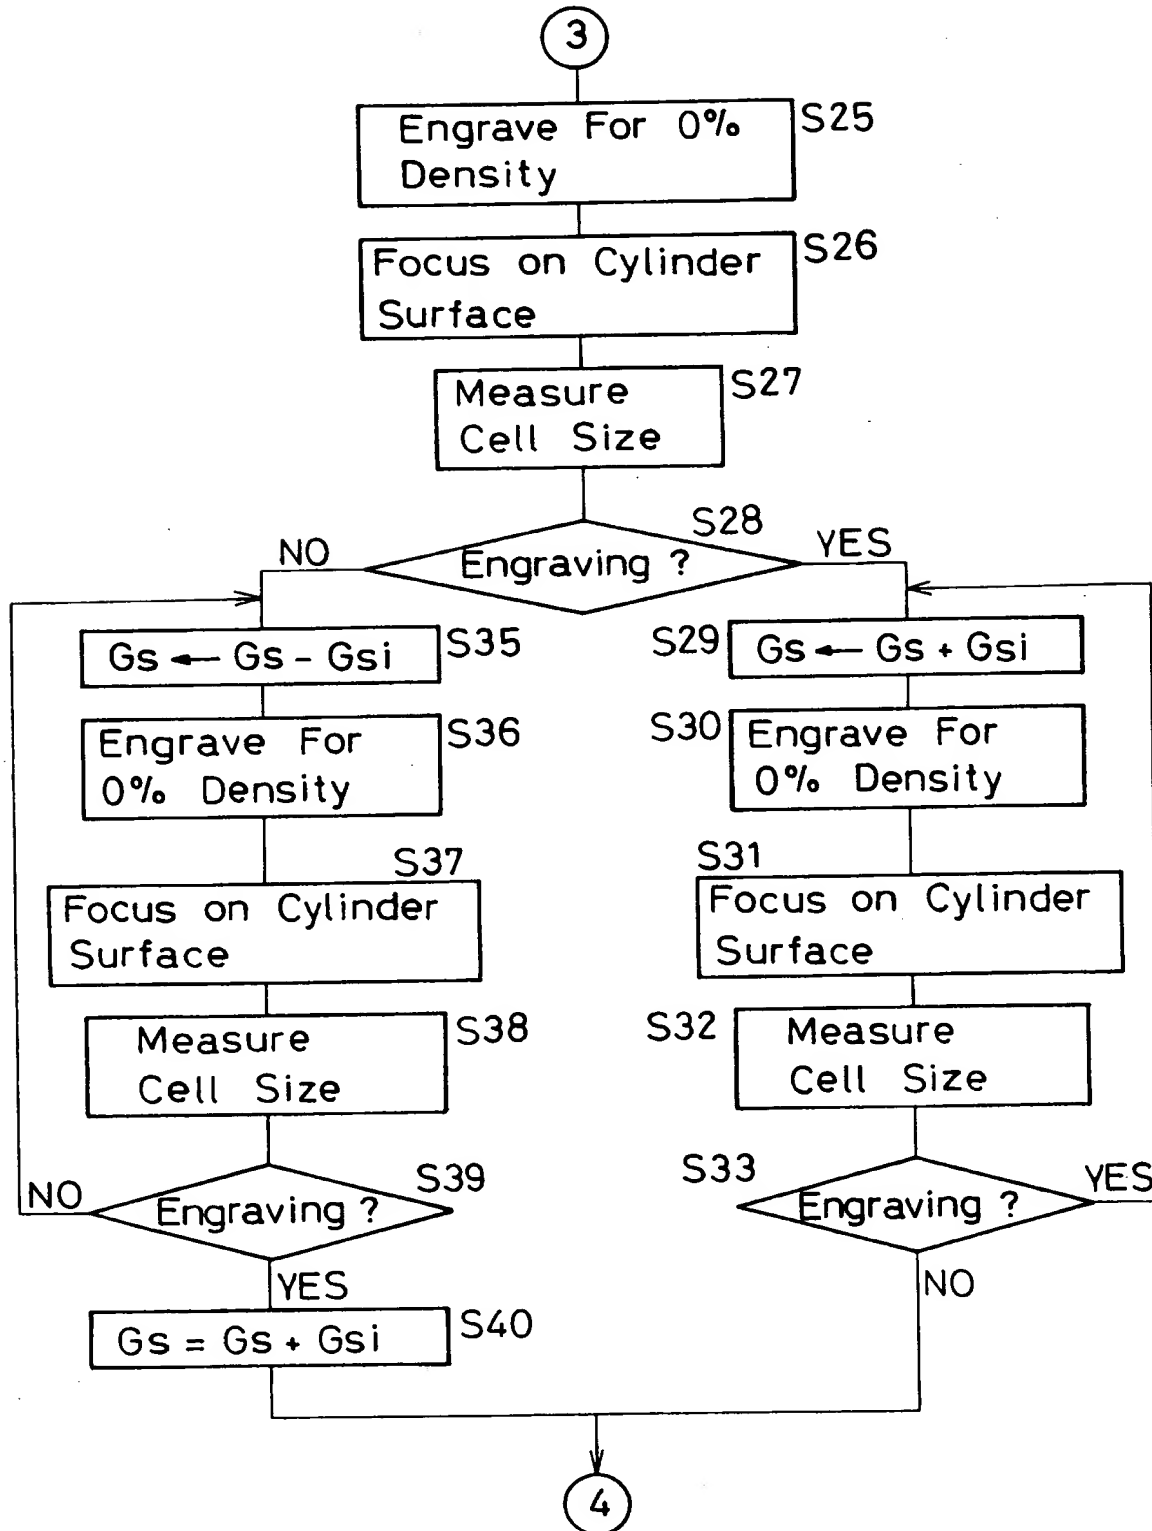 3
Engrave For 0%
Density
S25
Focus on Cylinder
Surface
S26
Measure
Cell Size
S27
S28
Engraving ?
NO
YES
Gs ← Gs - Gsi
S35
Engrave For
0% Density
S36
S37
Focus on Cylinder
Surface
Measure
Cell Size
S38
S39
Engraving ?
NO
YES
Gs = Gs + Gsi
S40
S29
Gs ← Gs + Gsi
S30
Engrave For
0% Density
S31
Focus on Cylinder
Surface
S32
Measure
Cell Size
S33
Engraving ?
YES
NO
4